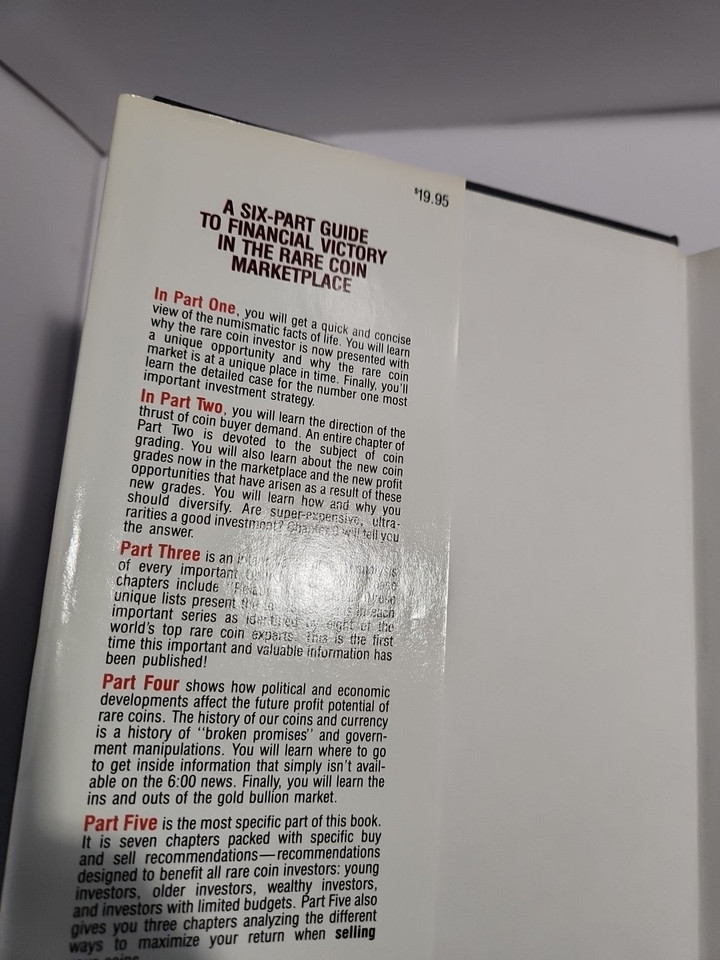 $19.95
A SIX-PART GUIDE
TO FINANCIAL VICTORY
IN THE RARE COIN
MARKETPLACE
In Part One, you will get a quick and concise
view of the numismatic facts of life. You will learn
why the rare coin investor is now presented with
a unique opportunity and why the rare coin
market is at a unique place in time. Finally, you'll
learn the detailed case for the number one most
important investment strategy.
In Part Two, you will learn the direction of the
thrust of coin buyer demand. An entire chapter of
Part Two is devoted to the subject of coin
grading. You will also learn about the new coin
grades now in the marketplace and the new profit
opportunities that have arisen as a result of these
new grades. You will learn how and why you
should diversify. Are super-expensive, ultra-
rarities a good investment? Chapter 9 will tell you
the answer.
Part Three is an
of every important
chapters include
unique lists present the in each
important series as identified by eight of the
world's top rare coin experts. This is the first
time this important and valuable information has
been published!
Part Four shows how political and economic
developments affect the future profit potential of
rare coins. The history of our coins and currency
is a history of "broken promises" and govern-
ment manipulations. You will learn where to go
to get inside information that simply isn't avail-
able on the 6:00 news. Finally, you will learn the
ins and outs of the gold bullion market.
Part Five is the most specific part of this book.
It is seven chapters packed with specific buy
and sell recommendations—recommendations
designed to benefit all rare coin investors: young
investors, older investors, wealthy investors,
and investors with limited budgets. Part Five also
gives you three chapters analyzing the different
ways to maximize your return when selling